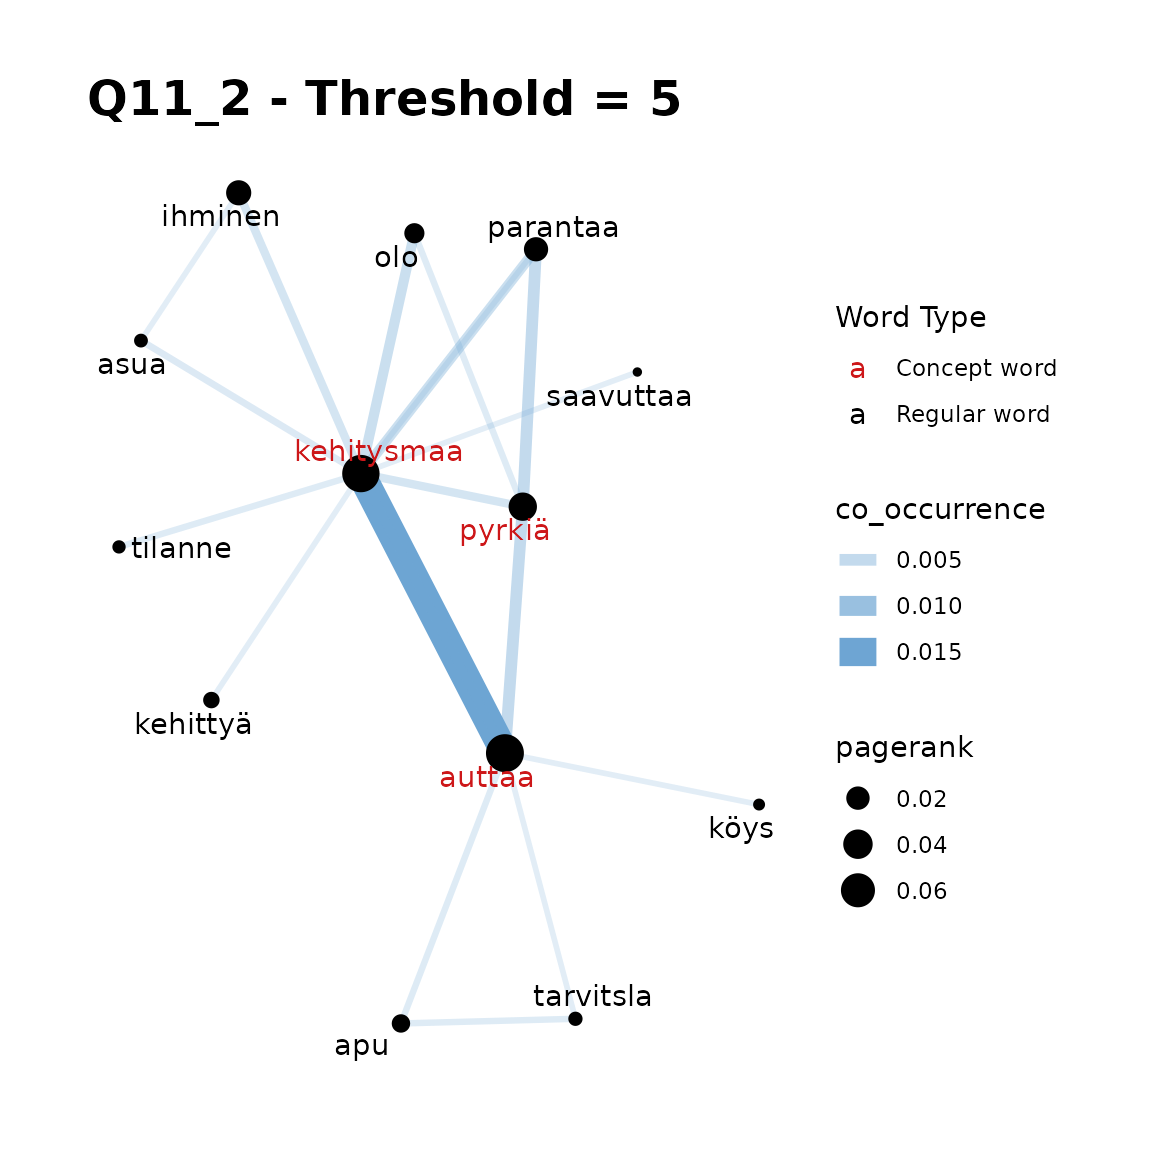 Q11_2 - Threshold = 5
ihminen
olo
parantaa
asua
saavuttaa
kehitysmaa
pyrkiä
tilanne
kehittyä
auttaa
köys
tarvitsla
apu
Word Type
a Concept word
a Regular word
co_occurrence
0.005
0.010
0.015
pagerank
0.02
0.04
0.06